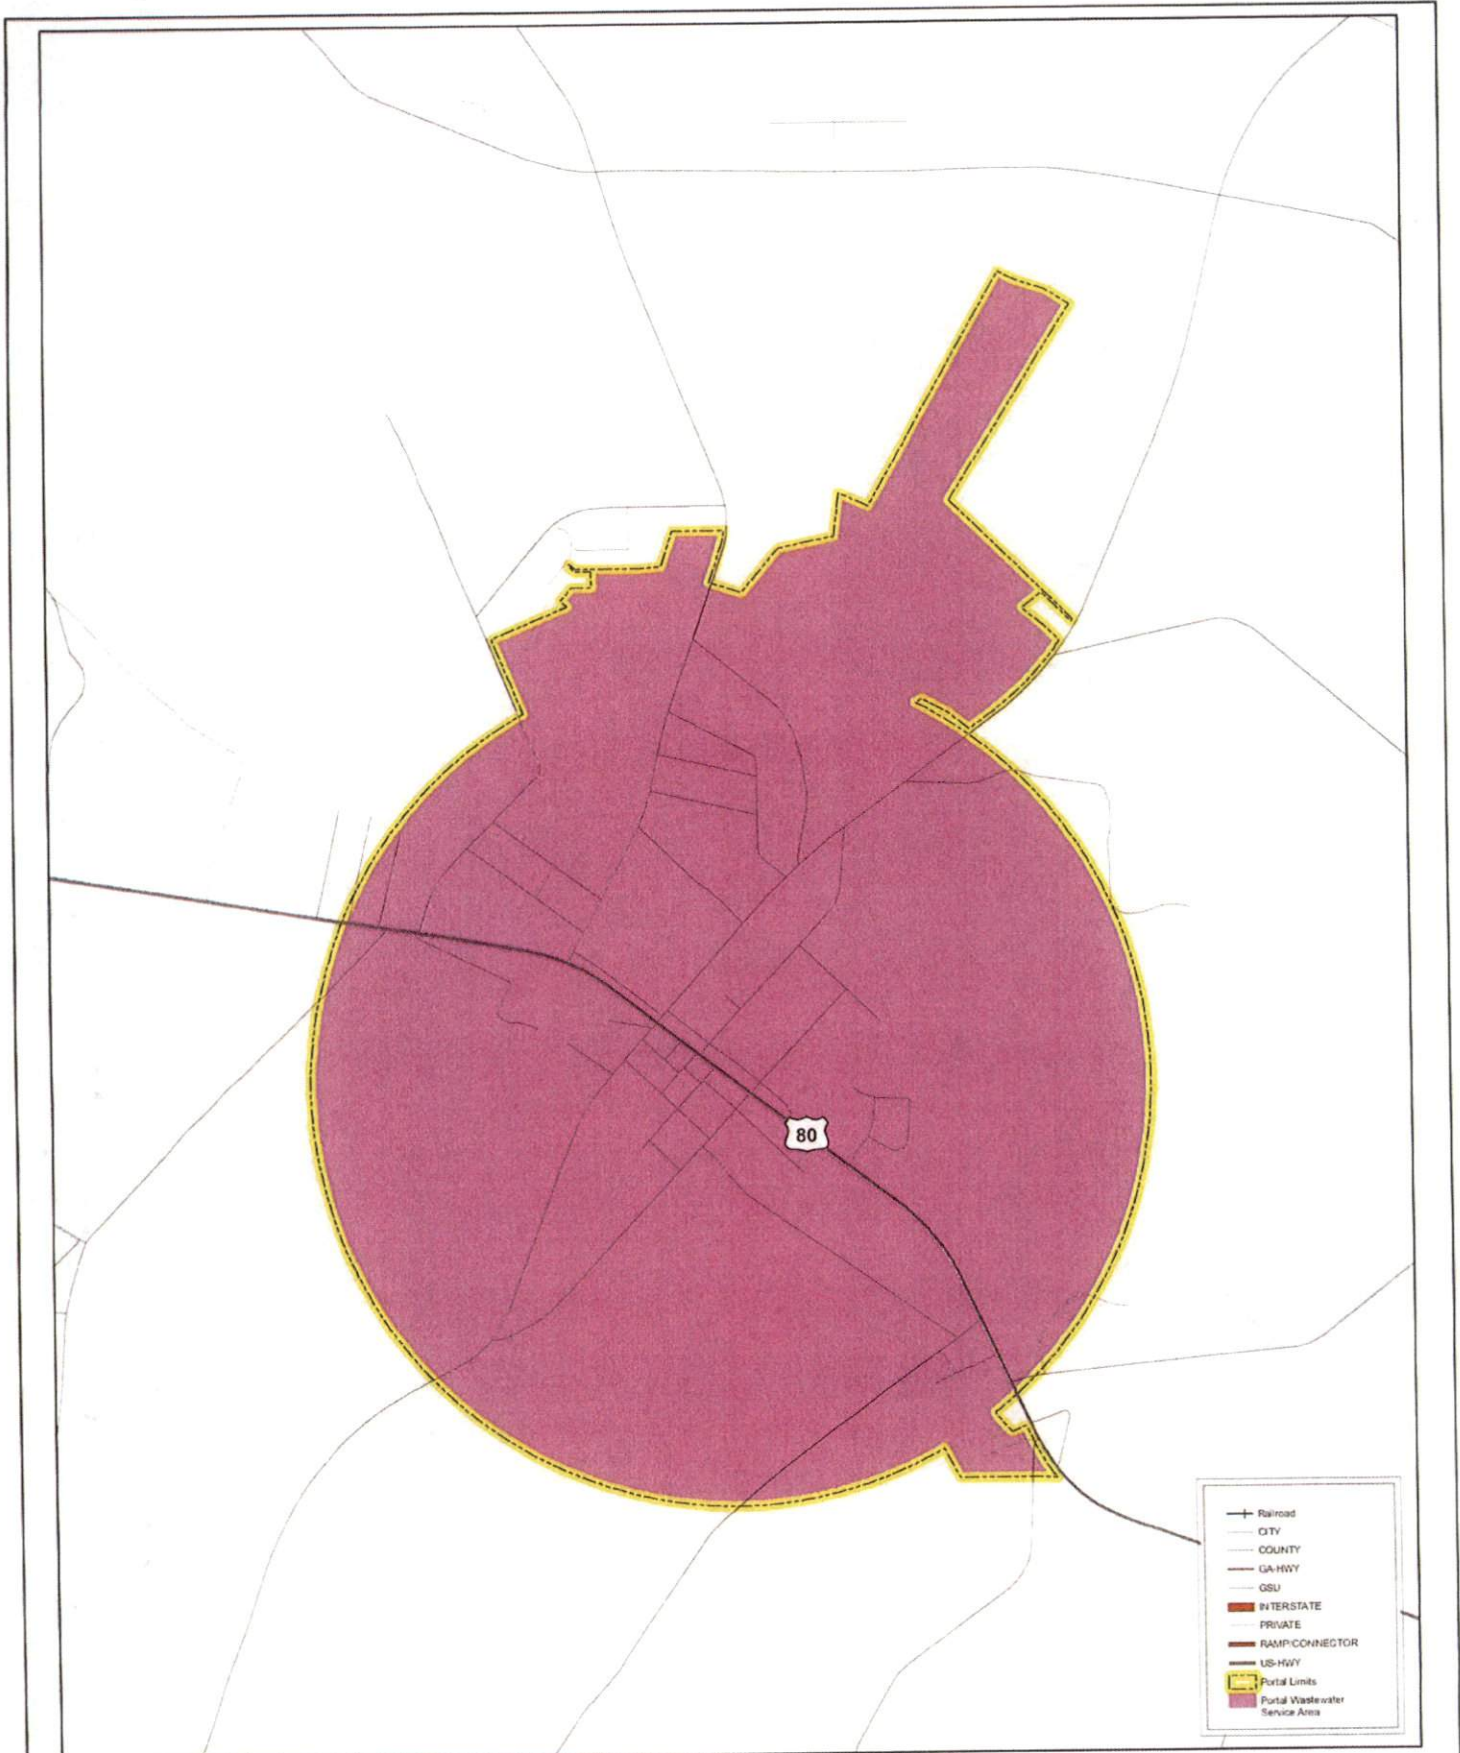 80
Railroad
CITY
COUNTY
GA-HWY
GSU
INTERSTATE
PRIVATE
RAMP/CONNECTOR
US-HWY
Portal Limits
Portal Wastewater
Service Area